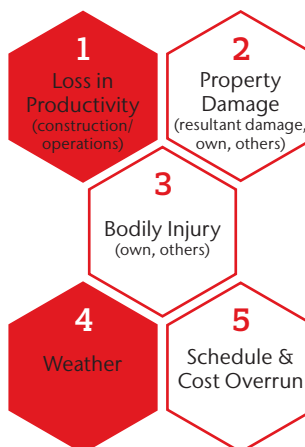 1
Loss in
Productivity
(construction/
operations)
2
Property
Damage
(resultant damage,
own, others)
3
Bodily Injury
(own, others)
4
Weather
5
Schedule &
Cost Overrun